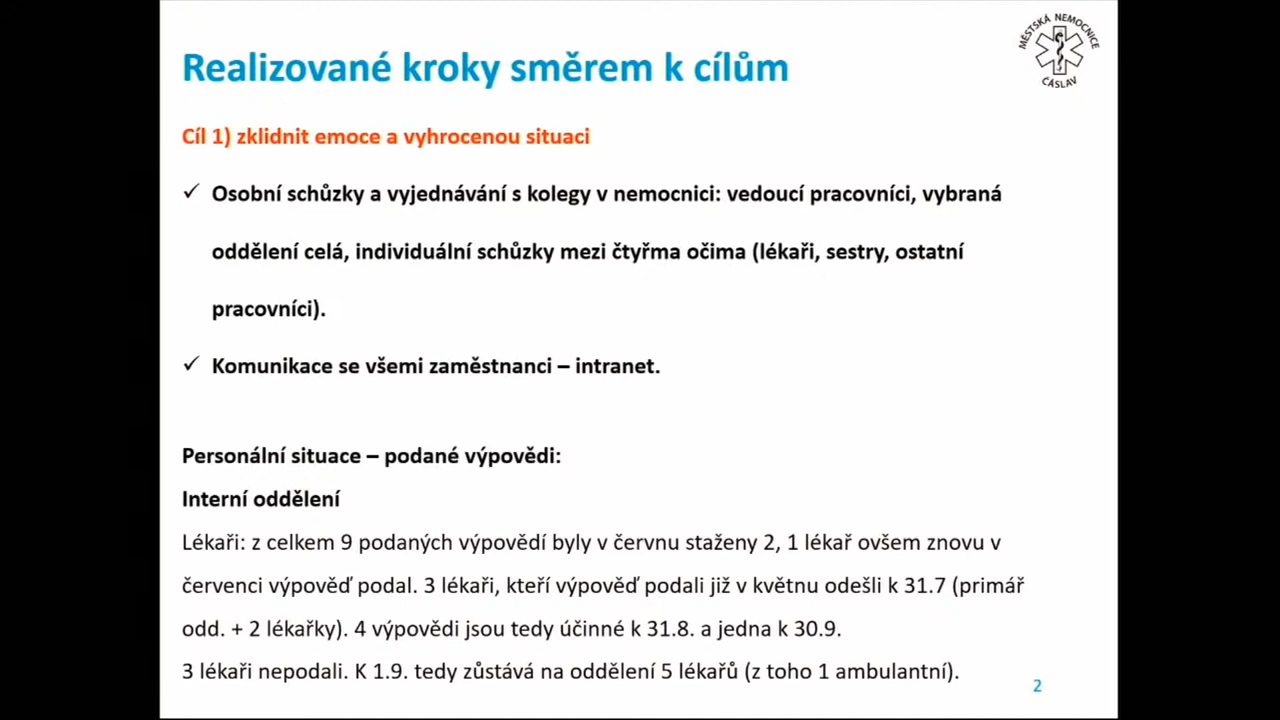 MĚSTSKÁ NEMOCNICE
ČÁSLAV
Realizované kroky směrem k cílům
Cíl 1) zklidnit emoce a vyhrocenou situaci
✓ Osobní schůzky a vyjednávání s kolegy v nemocnici: vedoucí pracovníci, vybraná
oddělení celá, individuální schůzky mezi čtyřma očima (lékaři, sestry, ostatní
pracovníci).
✓ Komunikace se všemi zaměstnanci – intranet.
Personální situace – podané výpovědi:
Interní oddělení
Lékaři: z celkem 9 podaných výpovědí byly v červnu staženy 2, 1 lékař ovšem znovu v
červenci výpověď podal. 3 lékaři, kteří výpověď podali již v květnu odešli k 31.7 (primář
odd. + 2 lékařky). 4 výpovědi jsou tedy účinné k 31.8. a jedna k 30.9.
3 lékaři nepodali. K 1.9. tedy zůstává na oddělení 5 lékařů (z toho 1 ambulantní).
2